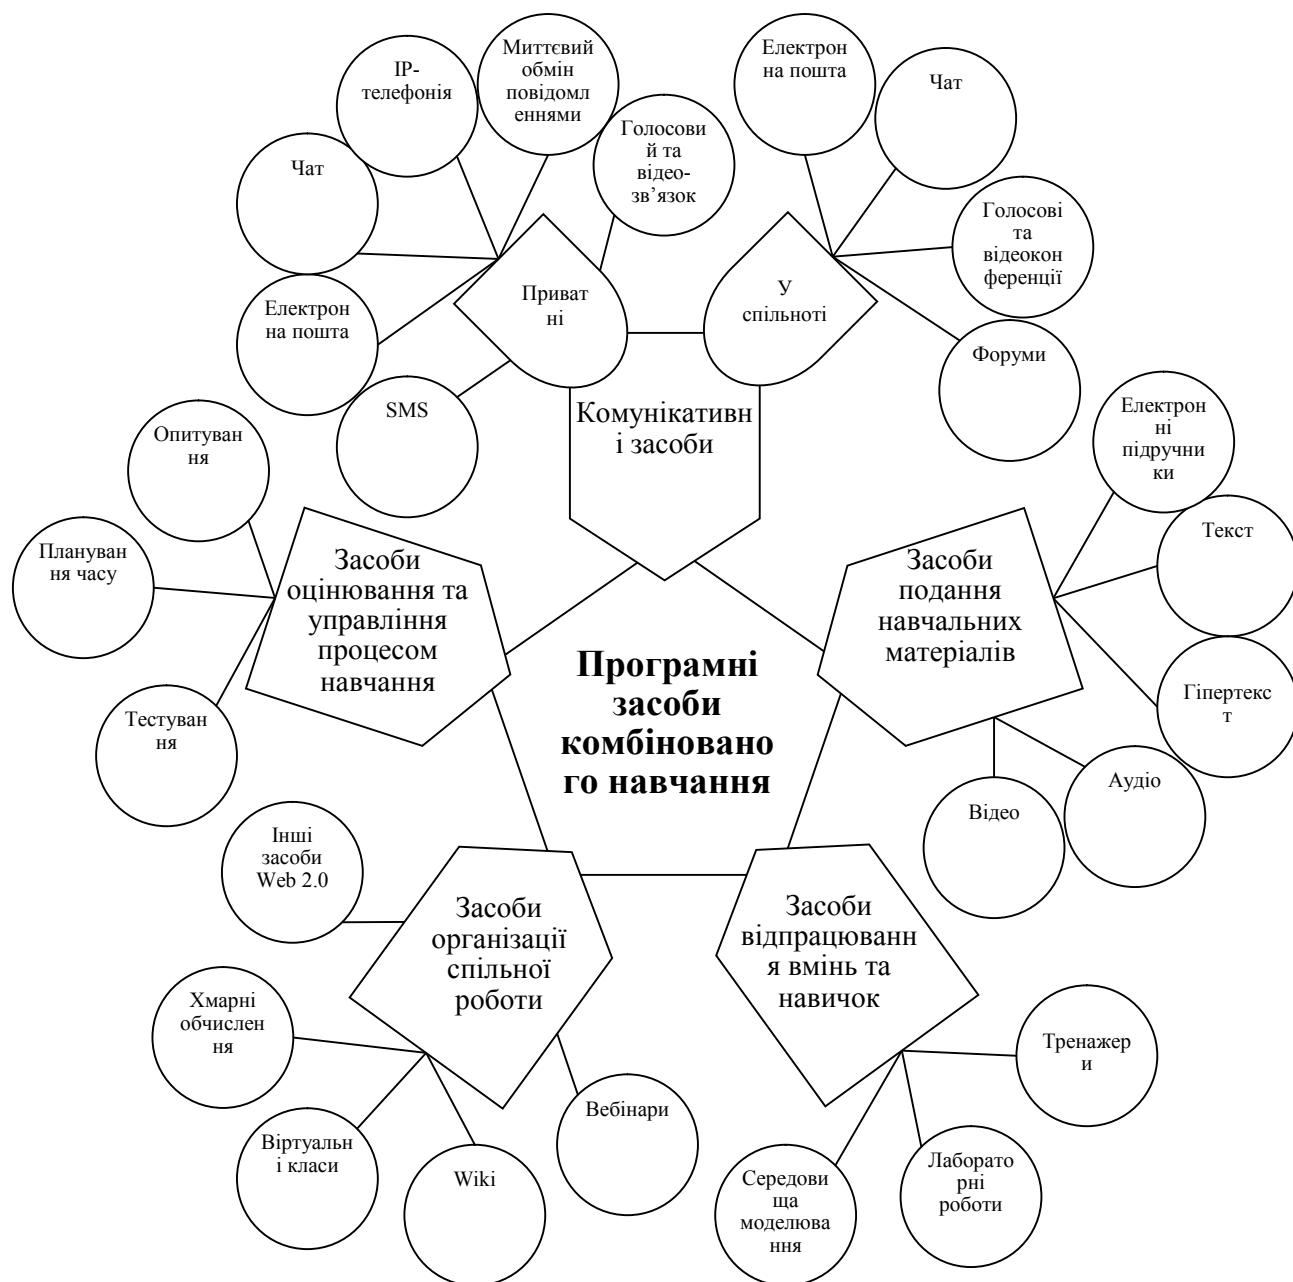 Миттєвий
обмін
повідомл
еннями
IP-
телефонія
Електрон
на пошта
Чат
Голосови
й та
відео-
зв’язок
Чат
Голосові
та
відеокон
ференції
Приват
ні
У
спільноті
Електрон
на пошта
Форуми
SMS
Комунікативн
і засоби
Електрон
ні
підручни
ки
Опитуван
ня
Текст
Плануван
ня часу
Засоби
оцінювання та
управління
процесом
навчання
Засоби
подання
навчальних
матеріалів
Програмні
засоби
комбіновано
го навчання
Гіпертекс
т
Тестуван
ня
Аудіо
Відео
Інші
засоби
Web 2.0
Засоби
організації
спільної
роботи
Засоби
відпрацюванн
я вмінь та
навичок
Хмарні
обчислен
ня
Тренажер
и
Вебінари
Віртуальн
і класи
Wiki
Середови
ща
моделюва
ння
Лаборато
рні
роботи